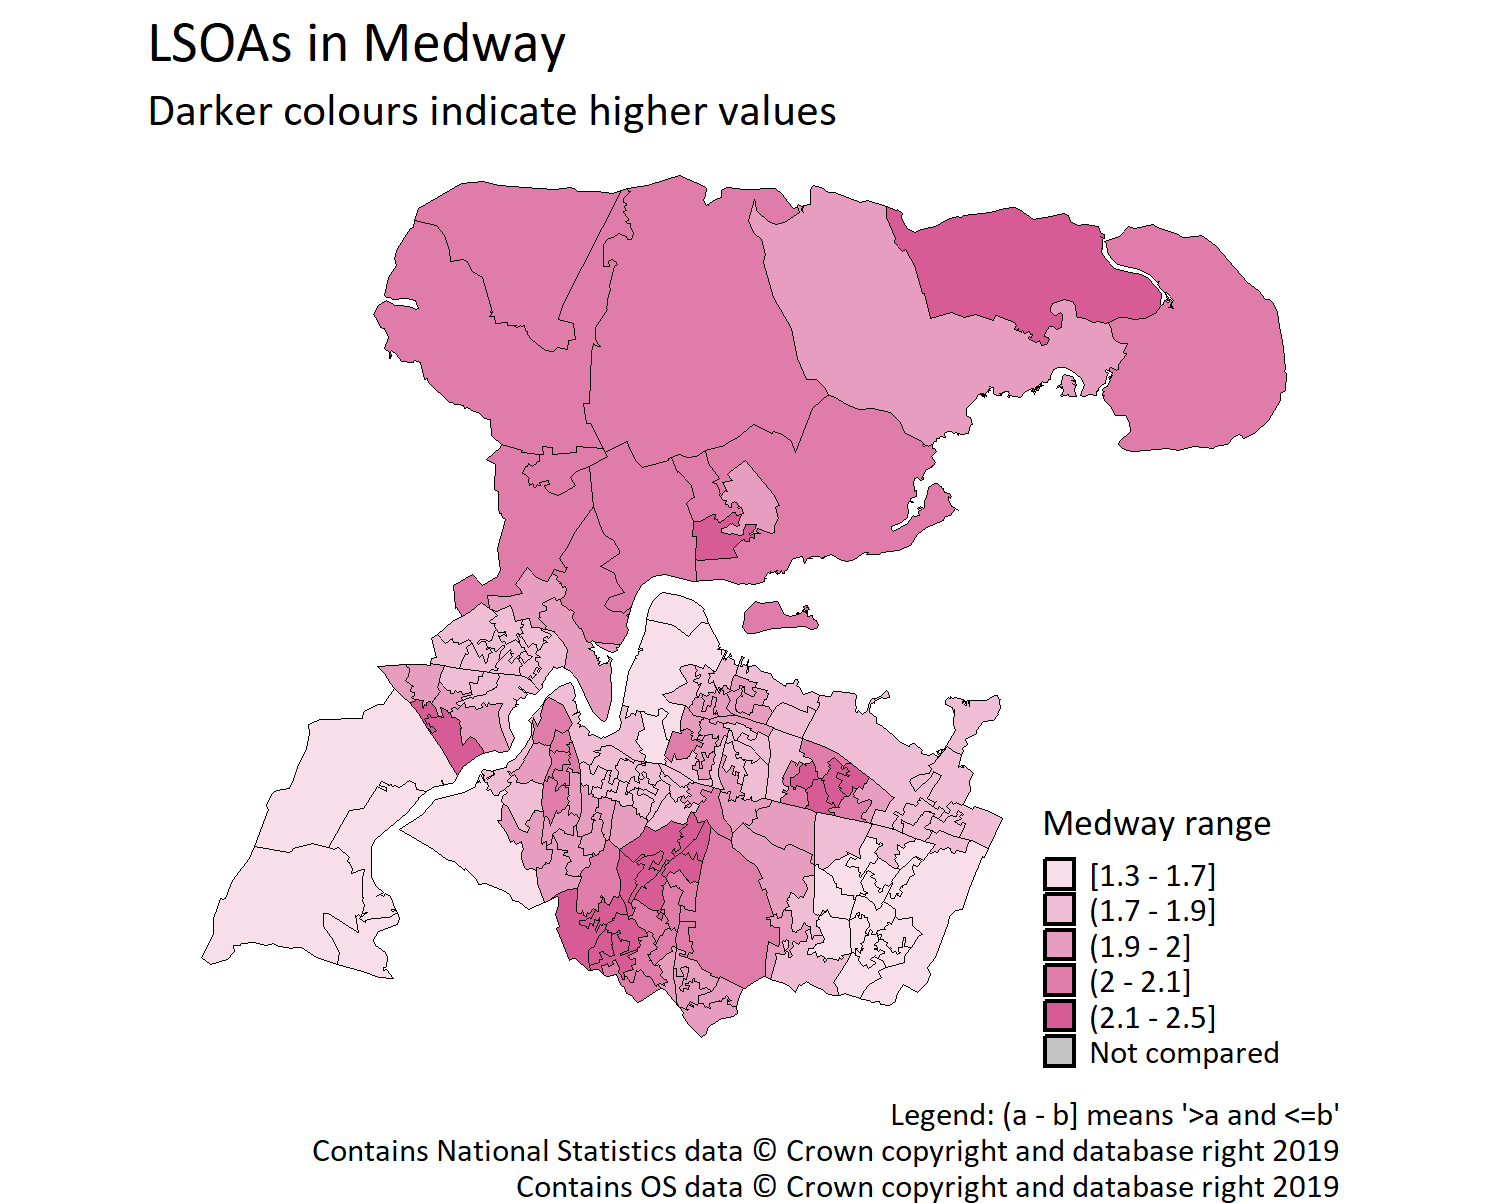 LSOAs in Medway
Darker colours indicate higher values
Medway range
[1.3 - 1.7]
(1.7 - 1.9]
(1.9 - 2]
(2 - 2.1]
(2.1 - 2.5]
Not compared
Legend: (a - b] means '>a and <=b'
Contains National Statistics data © Crown copyright and database right 2019
Contains OS data © Crown copyright and database right 2019